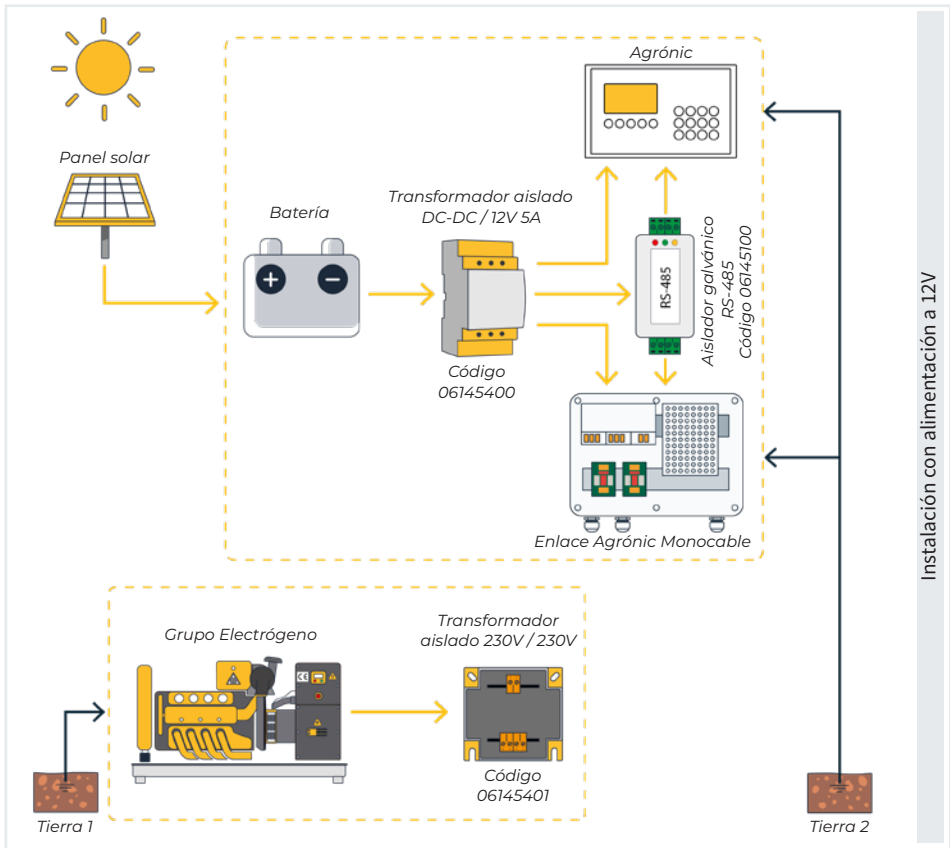 Agrónic
Panel solar
Batería
Transformador aislado
DC-DC / 12V 5A
+
−
RS-485
Aislador galvánico
RS-485
Código 06145100
Código
06145400
Enlace Agrónic Monocable
Instalación con alimentación a 12V
Grupo Electrógeno
Transformador
aislado 230V / 230V
CE
Código
06145401
Tierra 1
Tierra 2